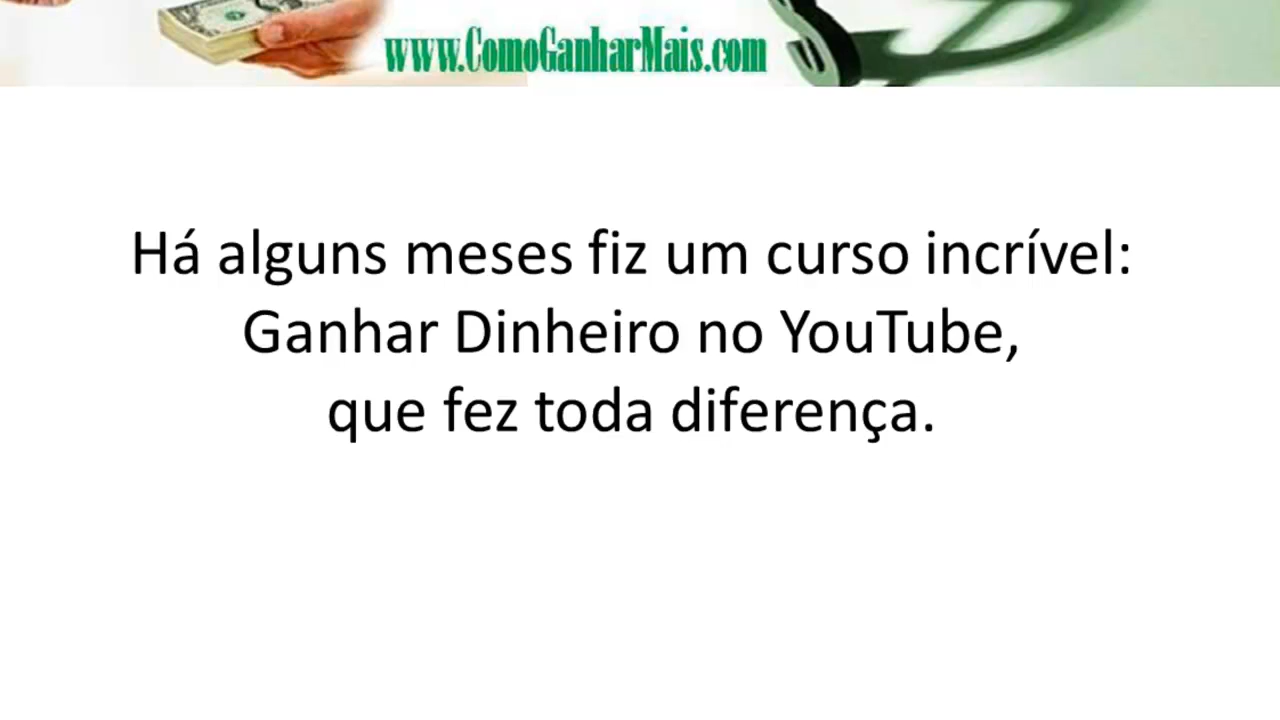 www.ComoGanharMais.com
Há alguns meses fiz um curso incrível:
Ganhar Dinheiro no YouTube,
que fez toda diferença.